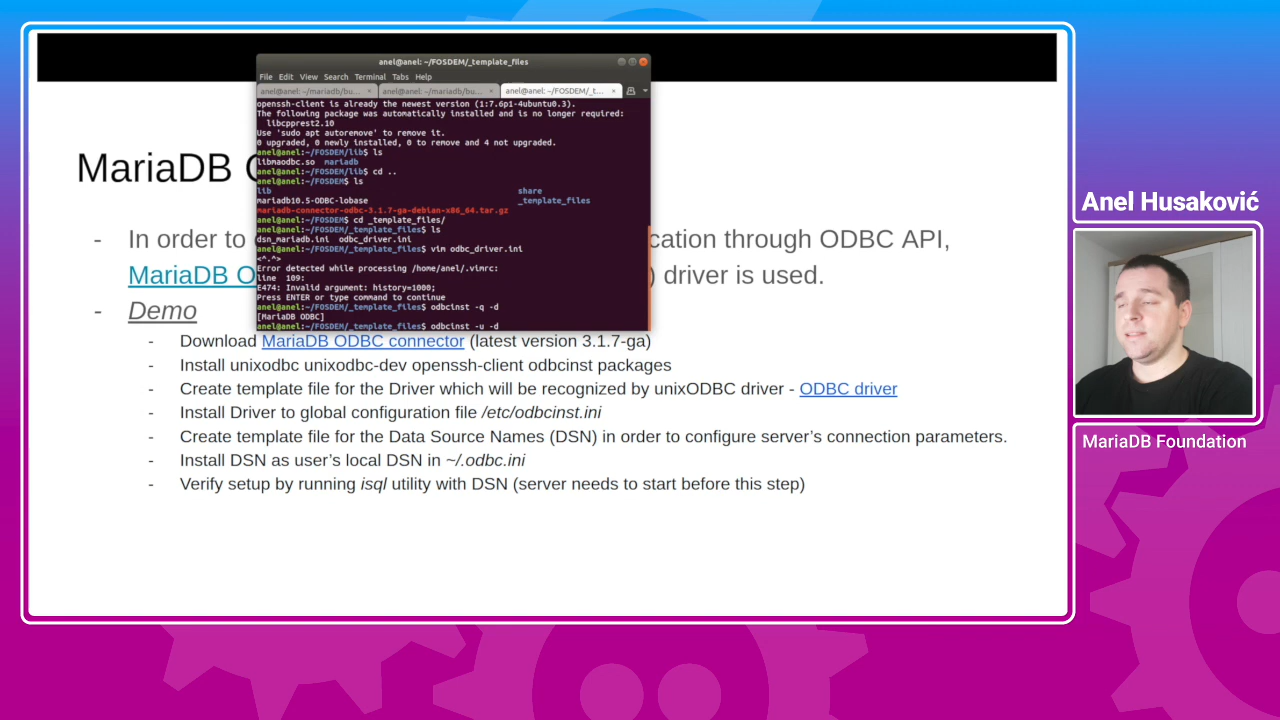 anel@anel: ~/FOSDEM/_template_files
File Edit View Search Terminal Tabs Help
anel@anel: ~/mariadb/bu... × anel@anel: ~/mariadb/bu... × anel@anel: ~/FOSDEM/_t... ×
openssh-client is already the newest version (1:7.6p1-4ubuntu0.3).
The following package was automatically installed and is no longer required:
libcpprest2.10
Use 'sudo apt autoremove' to remove it.
0 upgraded, 0 newly installed, 0 to remove and 4 not upgraded.
anel@anel:~/FOSDEM/lib$ ls
libmaodbc.so mariadb
anel@anel:~/FOSDEM/lib$ cd ..
anel@anel:~/FOSDEM$ ls
lib share
mariadb10.5-ODBC-lobase _template_files
mariadb-connector-odbc-3.1.7-ga-debian-x86_64.tar.gz
anel@anel:~/FOSDEM$ cd _template_files/
anel@anel:~/FOSDEM/_template_files$ ls
dsn_mariadb.ini odbc_driver.ini
anel@anel:~/FOSDEM/_template_files$ vim odbc_driver.ini
<^.^>
Error detected while processing /home/anel/.vimrc:
line 109:
E474: Invalid argument: history=1000;
Press ENTER or type command to continue
anel@anel:~/FOSDEM/_template_files$ odbcinst -q -d
[MariaDB ODBC]
anel@anel:~/FOSDEM/_template_files$ odbcinst -u -d
MariaDB
- In order to cation through ODBC API,
MariaDB O ) driver is used.
- Demo
- Download MariaDB ODBC connector (latest version 3.1.7-ga)
- Install unixodbc unixodbc-dev openssh-client odbcinst packages
- Create template file for the Driver which will be recognized by unixODBC driver - ODBC driver
- Install Driver to global configuration file /etc/odbcinst.ini
- Create template file for the Data Source Names (DSN) in order to configure server's connection parameters.
- Install DSN as user's local DSN in ~/.odbc.ini
- Verify setup by running isql utility with DSN (server needs to start before this step)
Anel Husaković
MariaDB Foundation